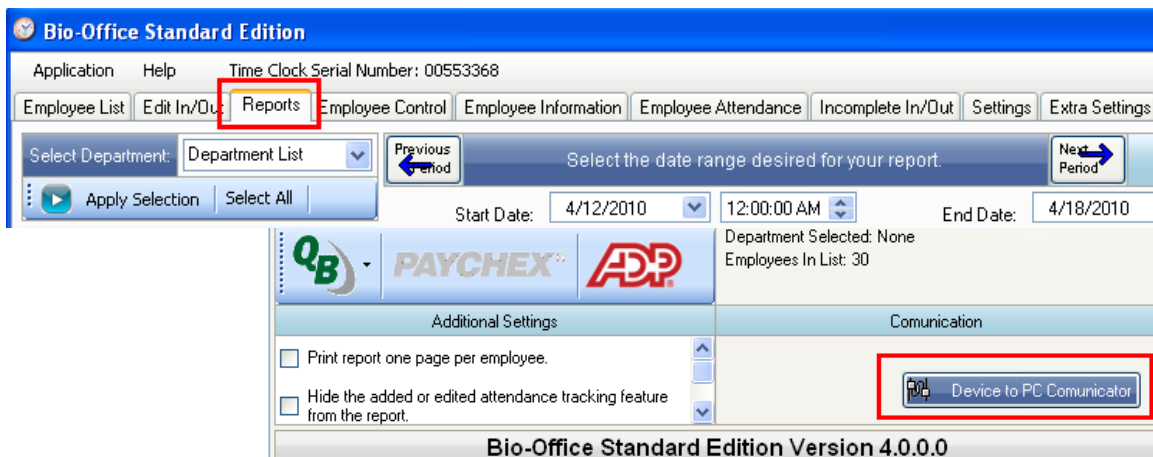 Bio-Office Standard Edition
Application Help Time Clock Serial Number: 00553368
Employee List Edit In/Out Reports Employee Control Employee Information Employee Attendance Incomplete In/Out Settings Extra Settings
Select Department: Department List Previous Period Select the date range desired for your report. Next Period
Apply Selection Select All
Start Date: 4/12/2010 12:00:00 AM End Date: 4/18/2010
QB PAYCHEX® ADP
Department Selected: None
Employees In List: 30
Additional Settings Comunication
Print report one page per employee.
Hide the added or edited attendance tracking feature
from the report.
Device to PC Comunicator
Bio-Office Standard Edition Version 4.0.0.0